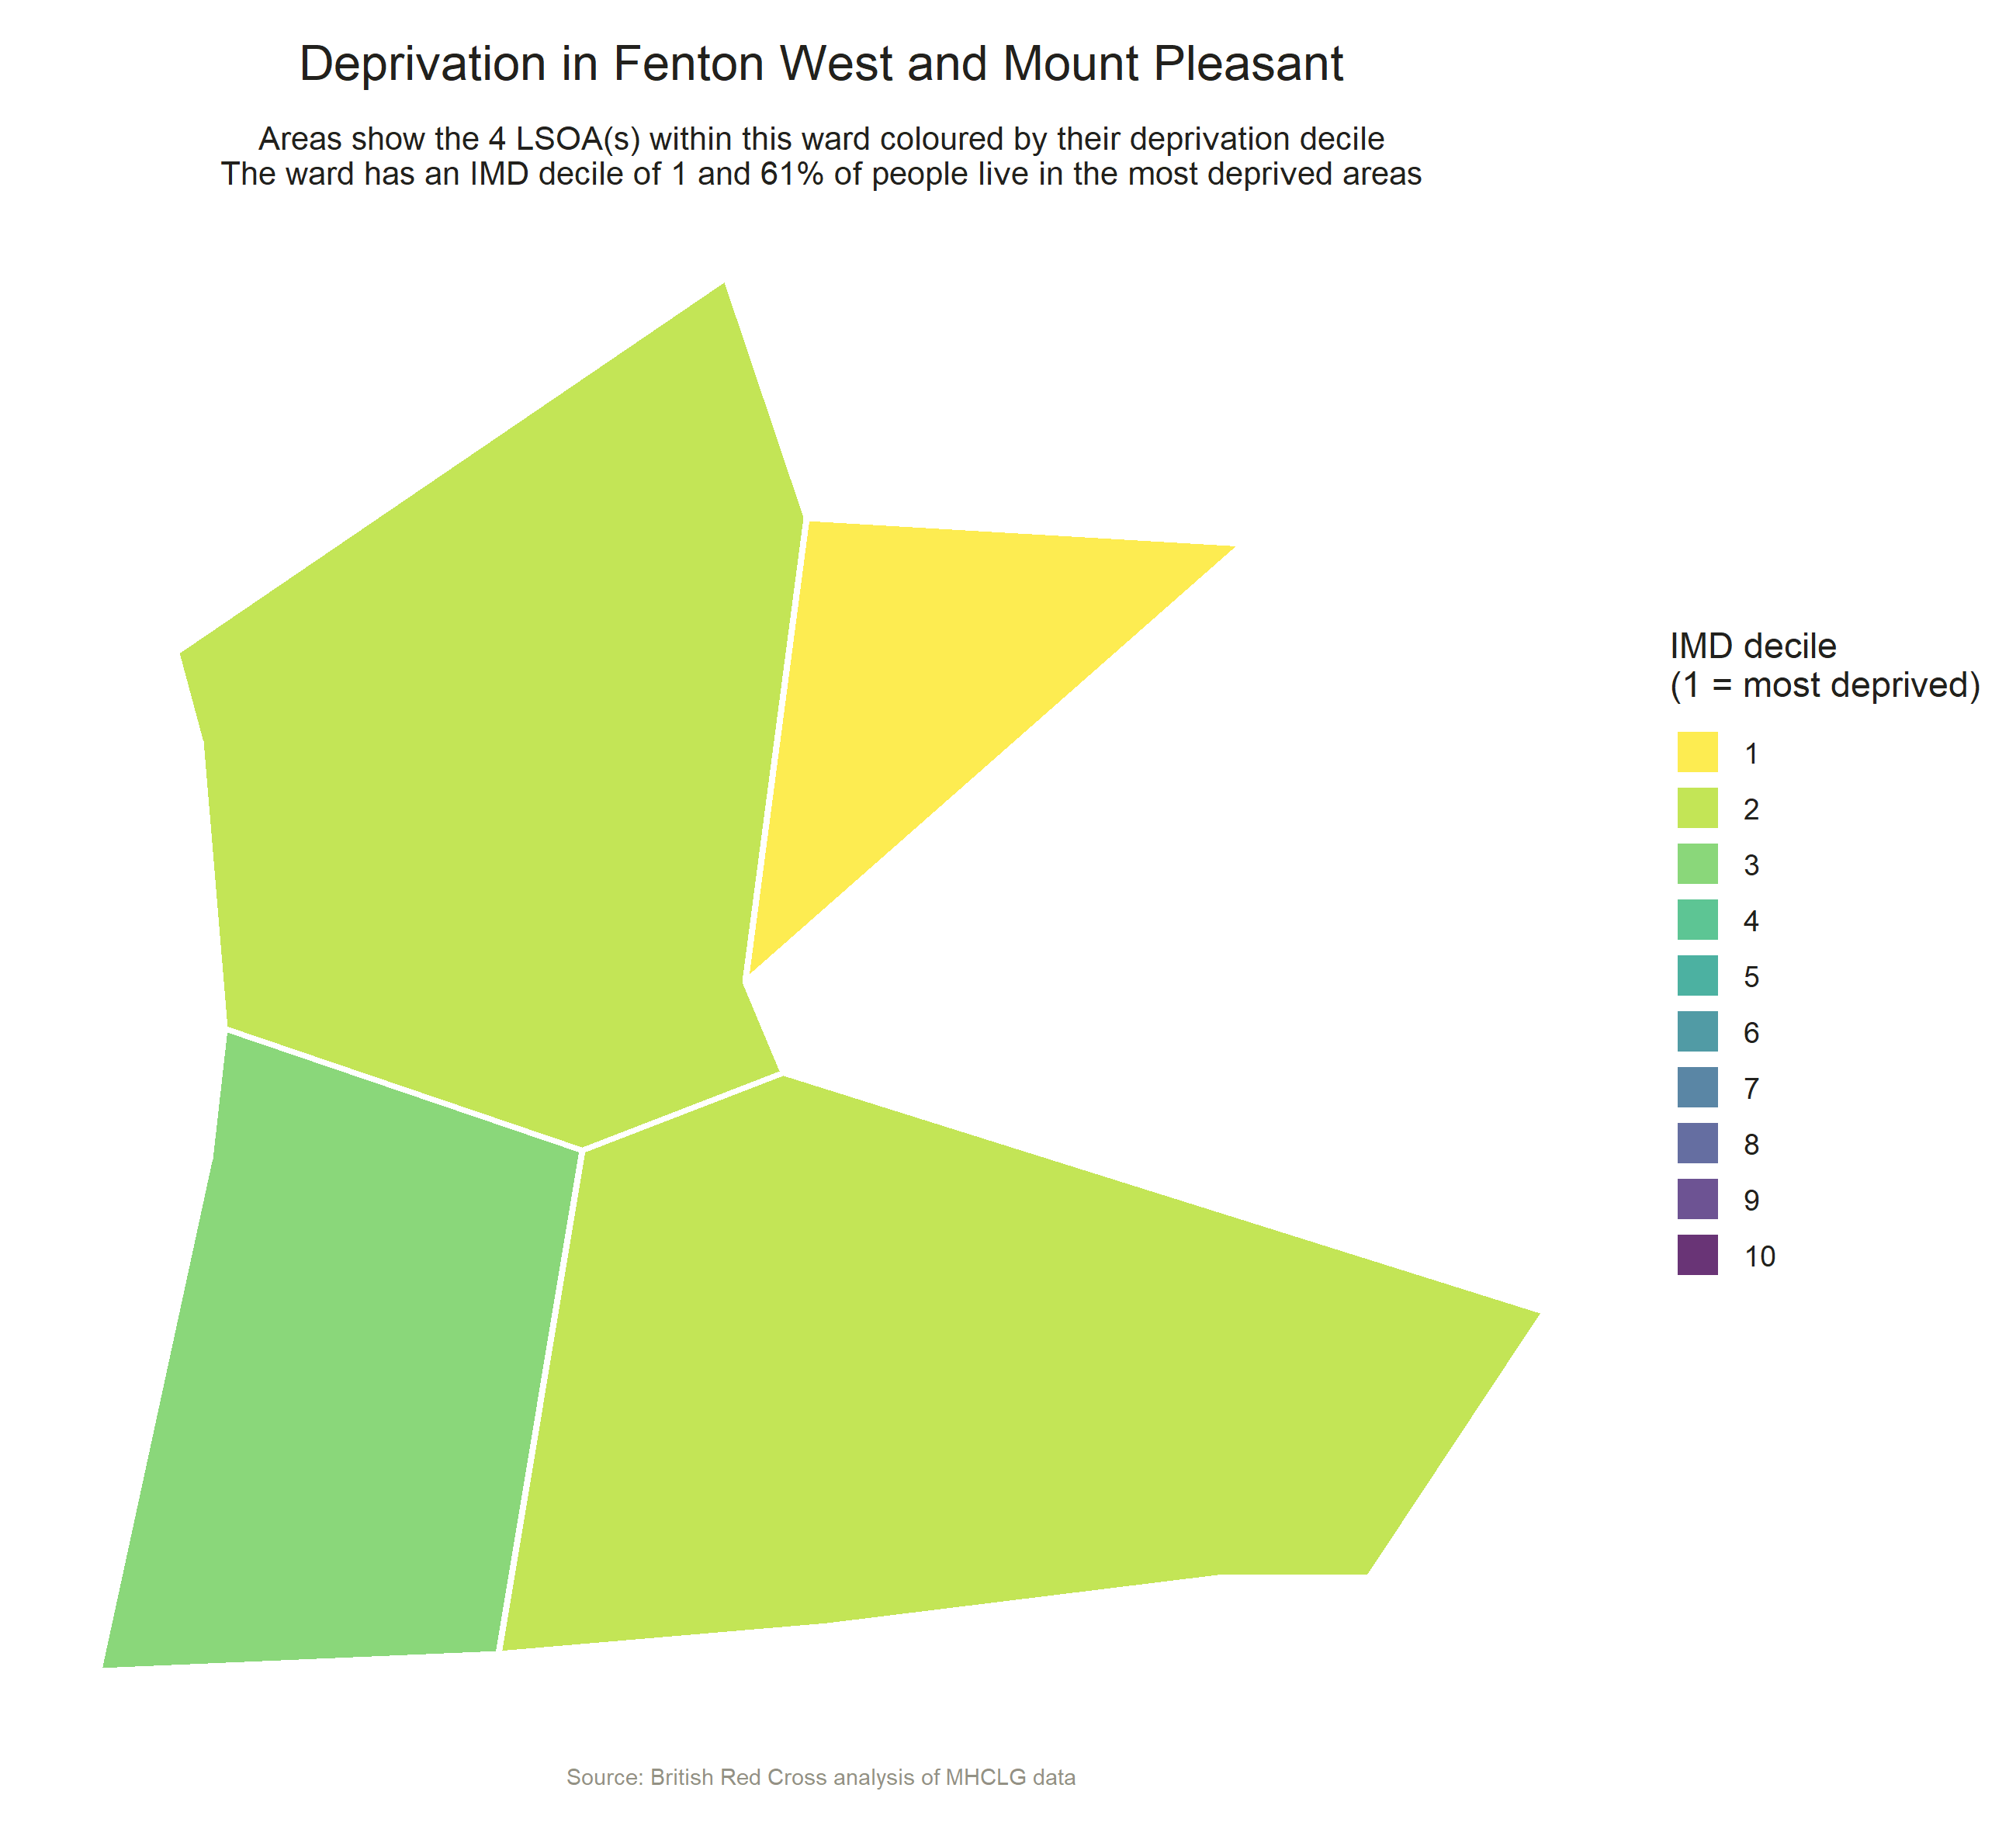 Deprivation in Fenton West and Mount Pleasant
Areas show the 4 LSOA(s) within this ward coloured by their deprivation decile
The ward has an IMD decile of 1 and 61% of people live in the most deprived areas
IMD decile
(1 = most deprived)
1
2
3
4
5
6
7
8
9
10
Source: British Red Cross analysis of MHCLG data